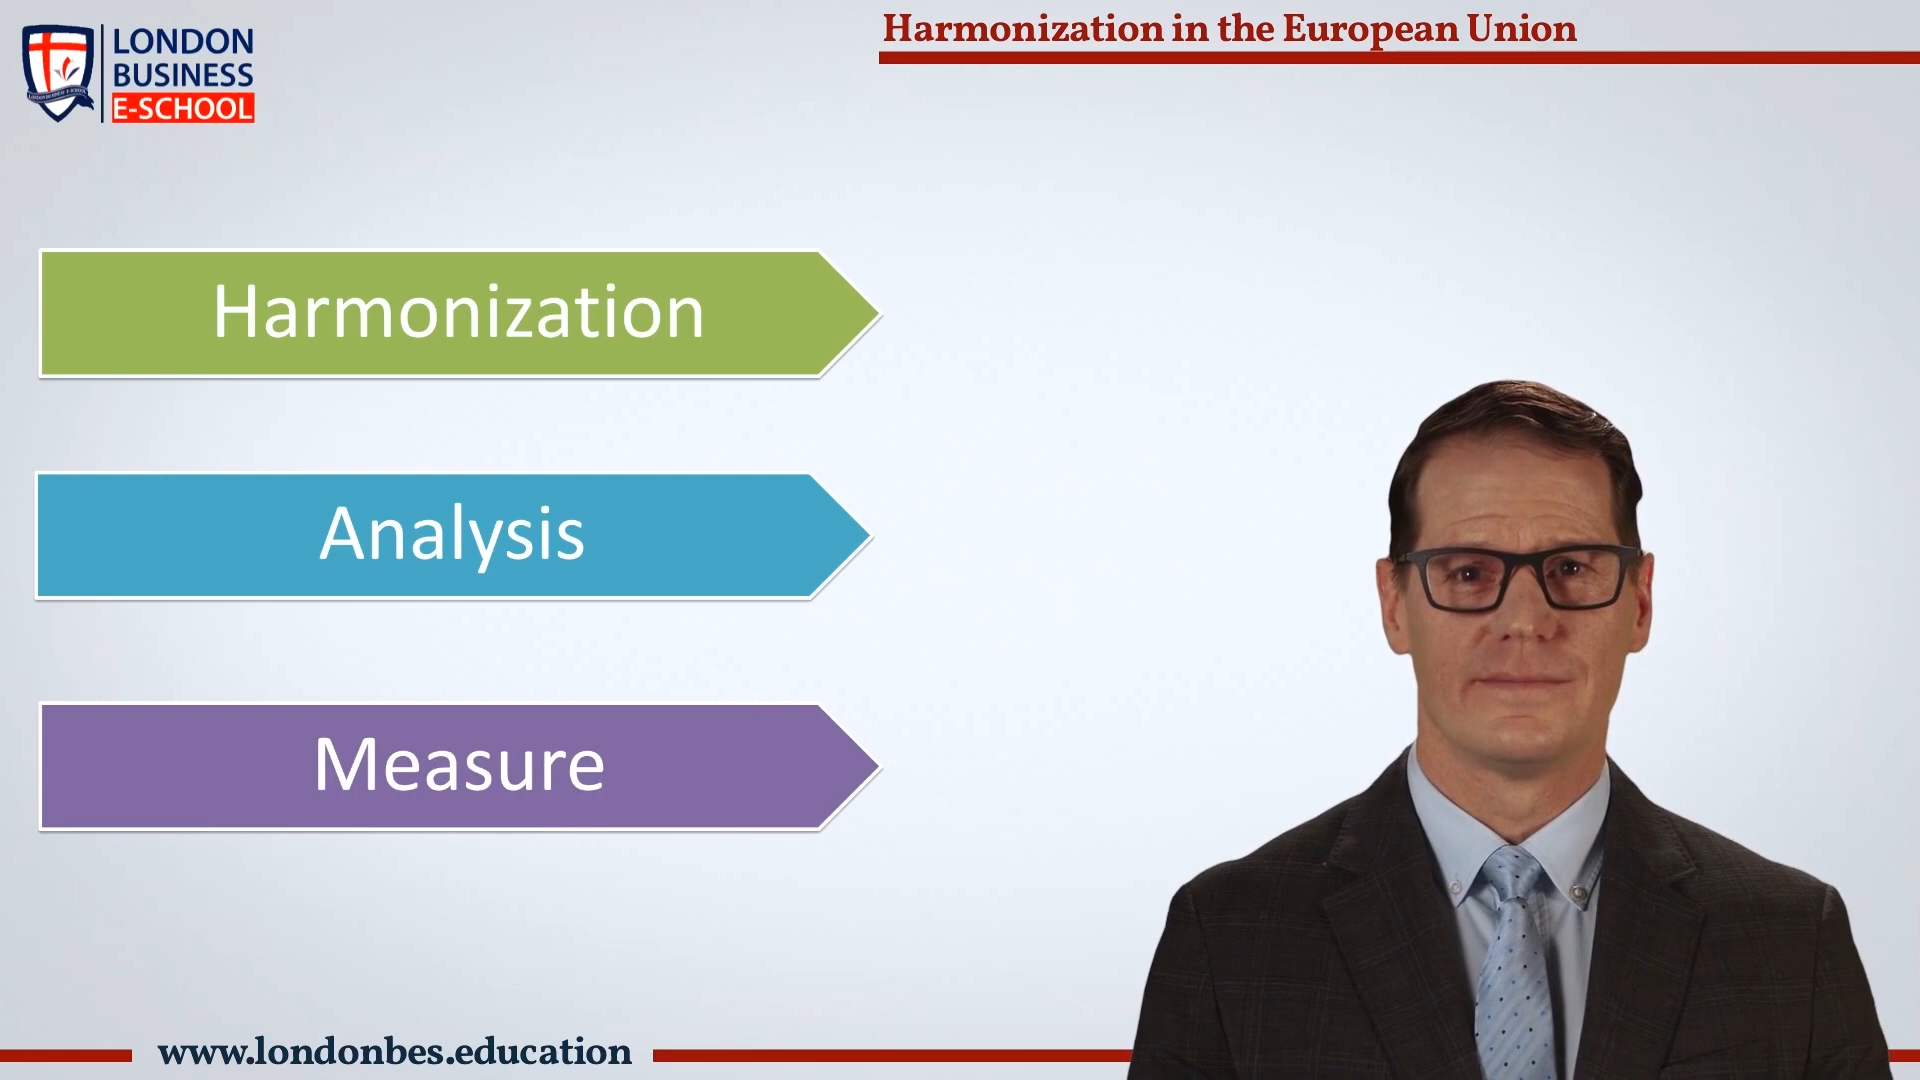 LONDON
BUSINESS
E-SCHOOL
Harmonization in the European Union
Harmonization
Analysis
Measure
www.londonbes.education